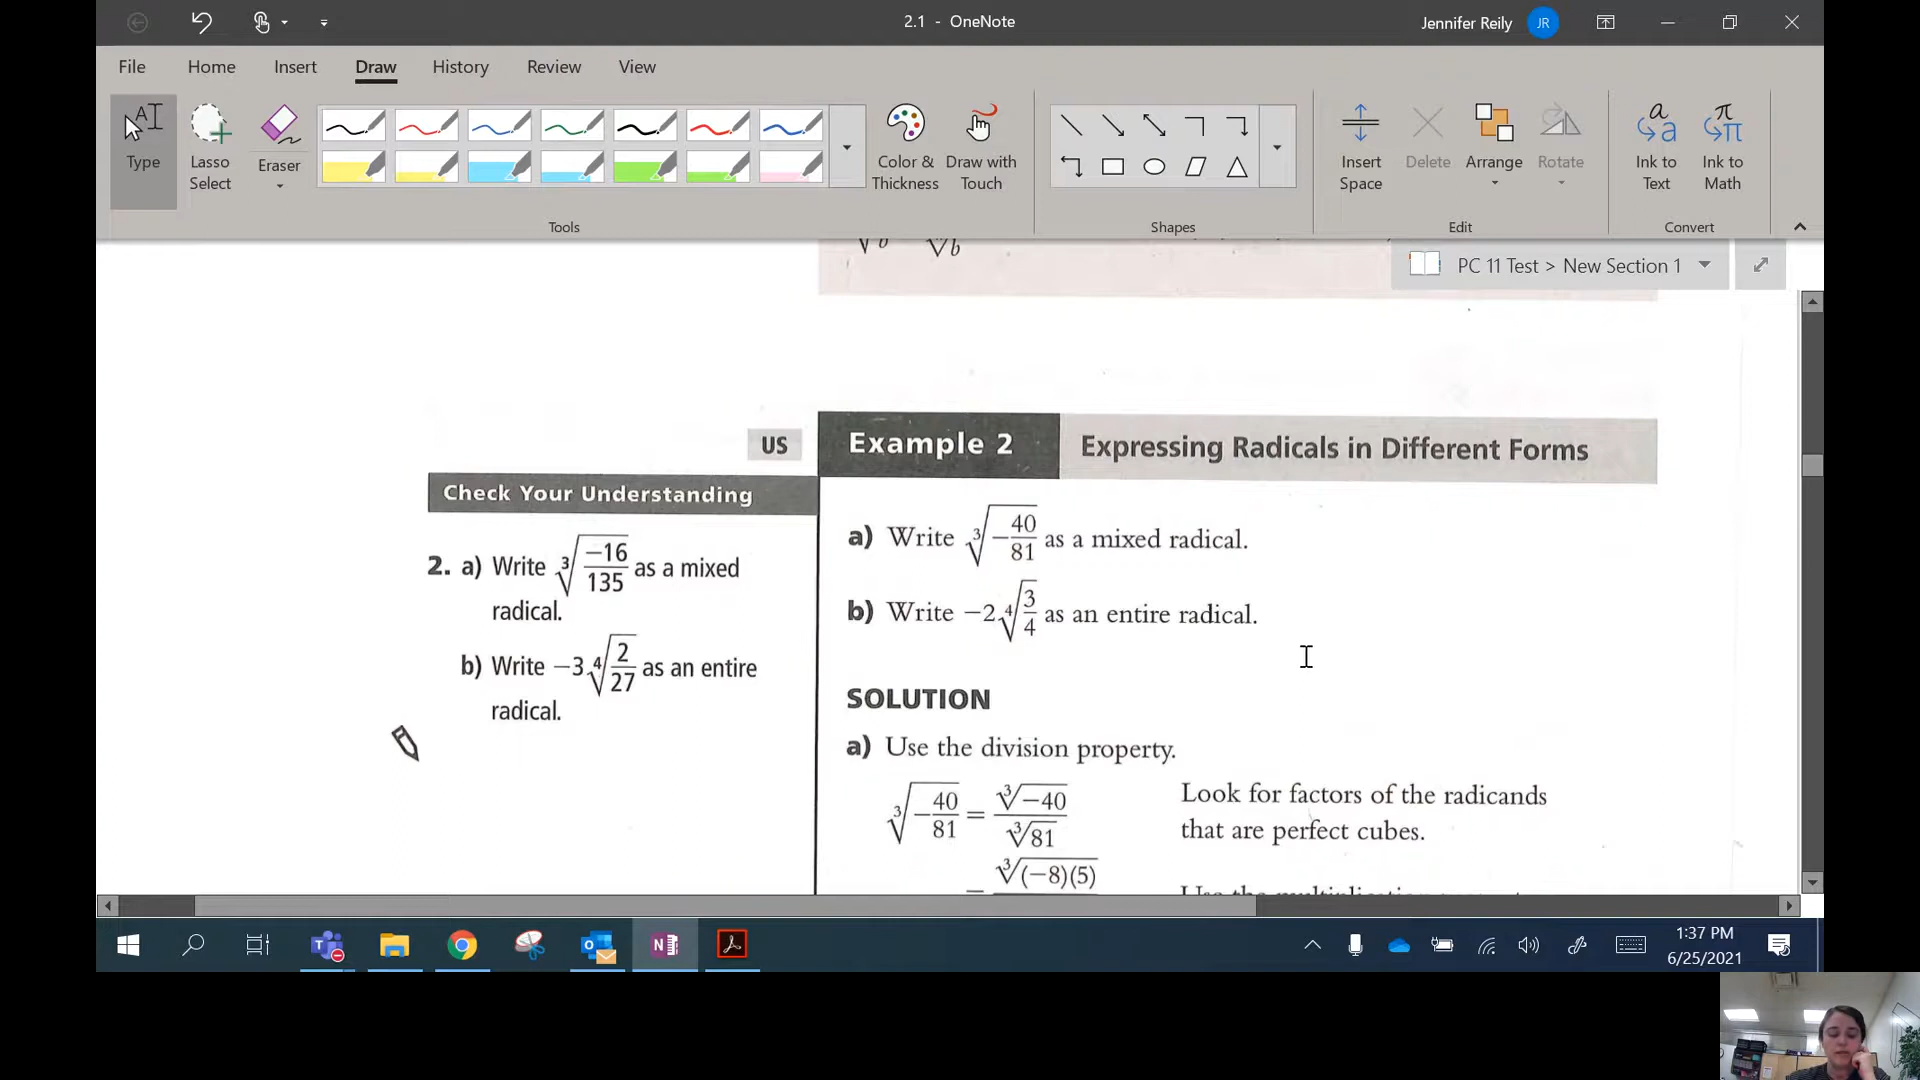 2.1 - OneNote
Jennifer Reily
JR
File
Home
Insert
Draw
History
Review
View
Type
Lasso Select
Eraser
Color & Thickness
Draw with Touch
Insert Space
Delete
Arrange
Rotate
Ink to Text
Ink to Math
Tools
Shapes
Edit
Convert
PC 11 Test > New Section 1
US
Check Your Understanding
2. a) Write ∛(−16/135) as a mixed
radical.
b) Write −3 ∜(2/27) as an entire
radical.
Example 2
Expressing Radicals in Different Forms
a) Write ∛(−40/81) as a mixed radical.
b) Write −2 ∜(3/4) as an entire radical.
SOLUTION
a) Use the division property.
∛(−40/81) = ∛−40 / ∛81
Look for factors of the radicands
that are perfect cubes.
= ∛(−8)(5)
1:37 PM
6/25/2021